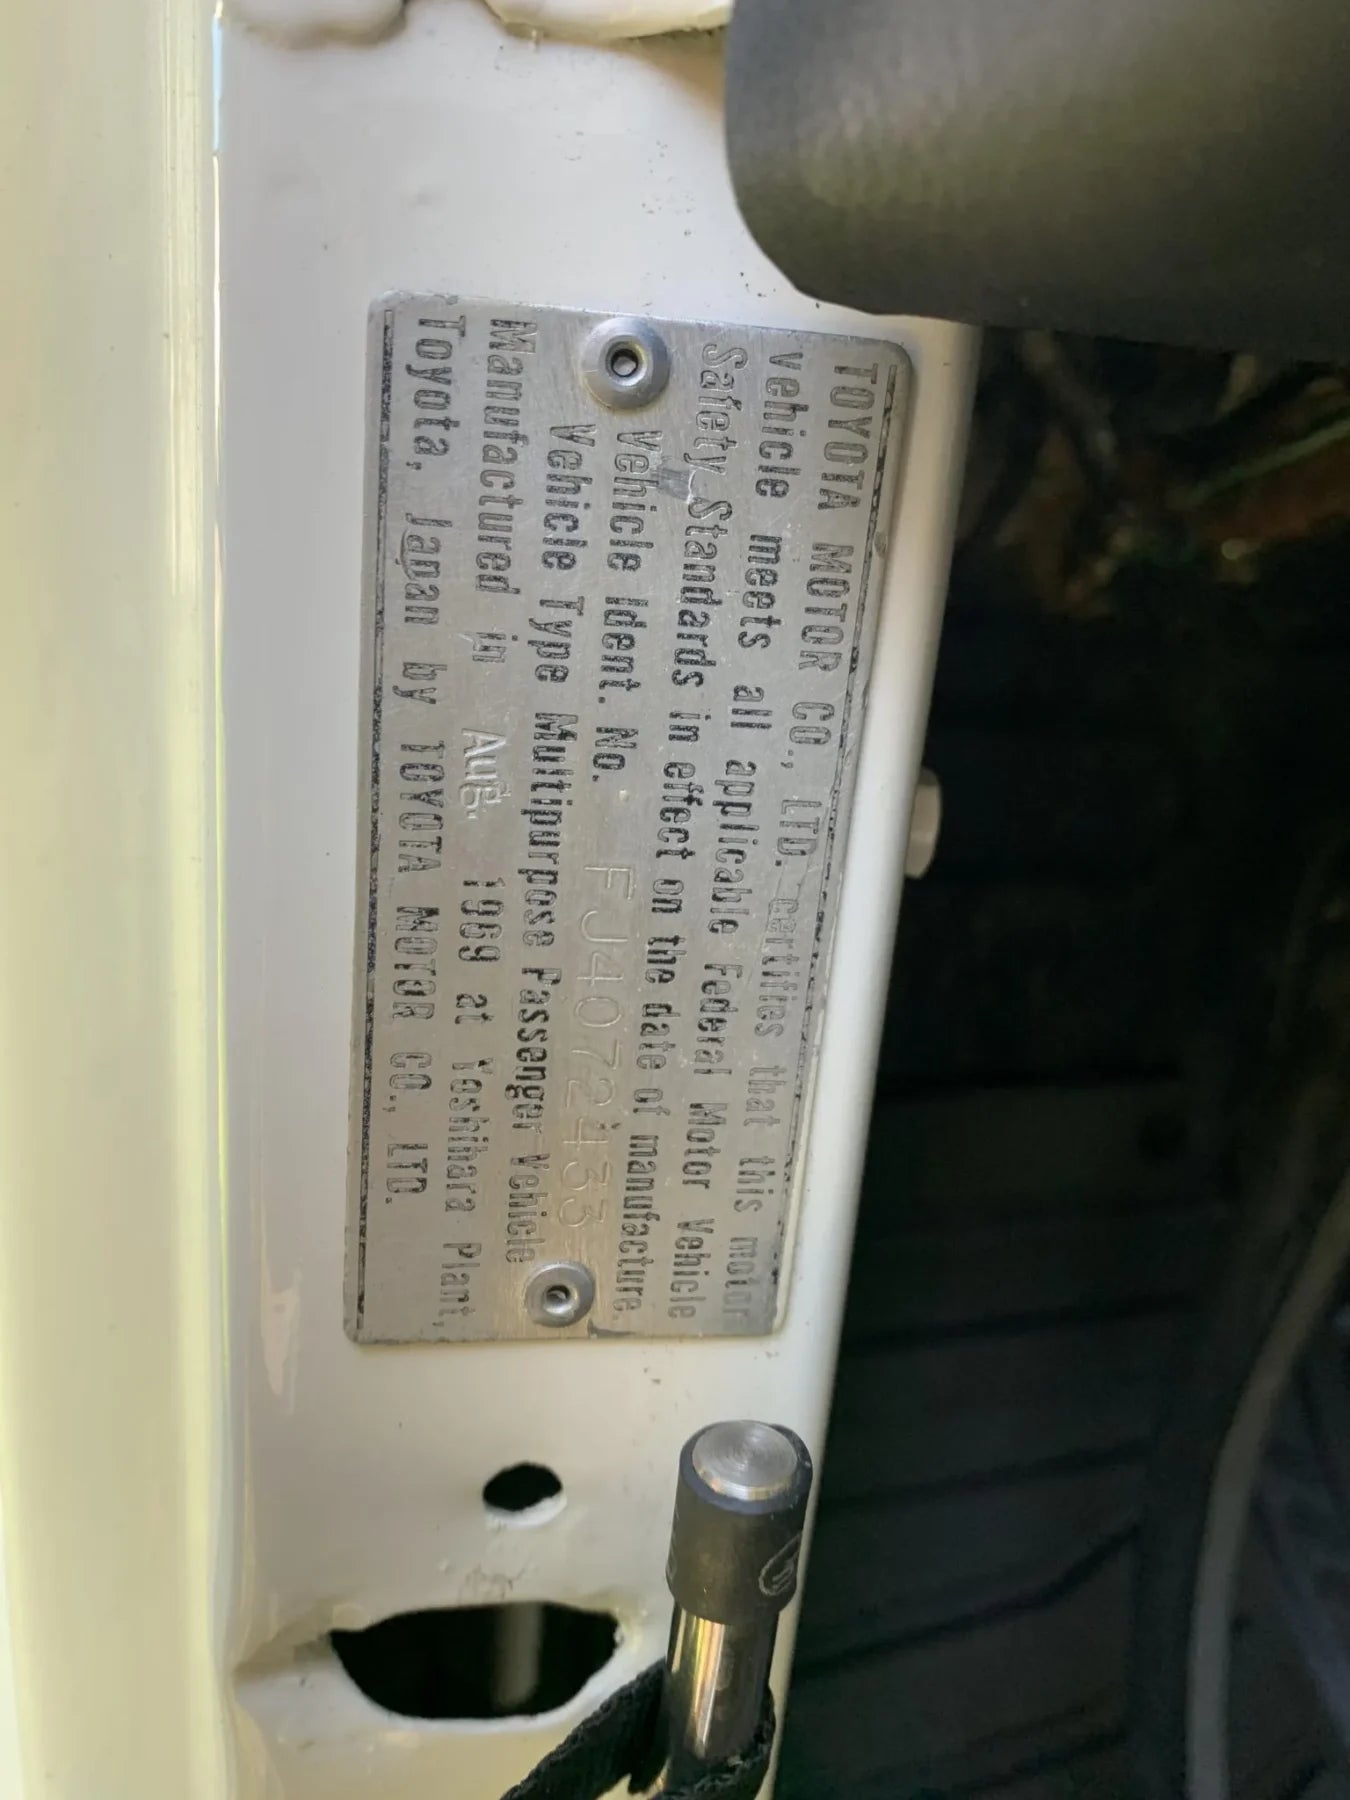 TOYOTA MOTOR CO., LTD. certifies that this motor
vehicle meets all applicable Federal Motor Vehicle
Safety Standards in effect on the date of manufacture.
Vehicle Ident. No. FJ4072433
Vehicle Type Multipurpose Passenger Vehicle
Manufactured in Aug. 1969 at Yoshihara Plant,
Toyota, Japan by TOYOTA MOTOR CO., LTD.